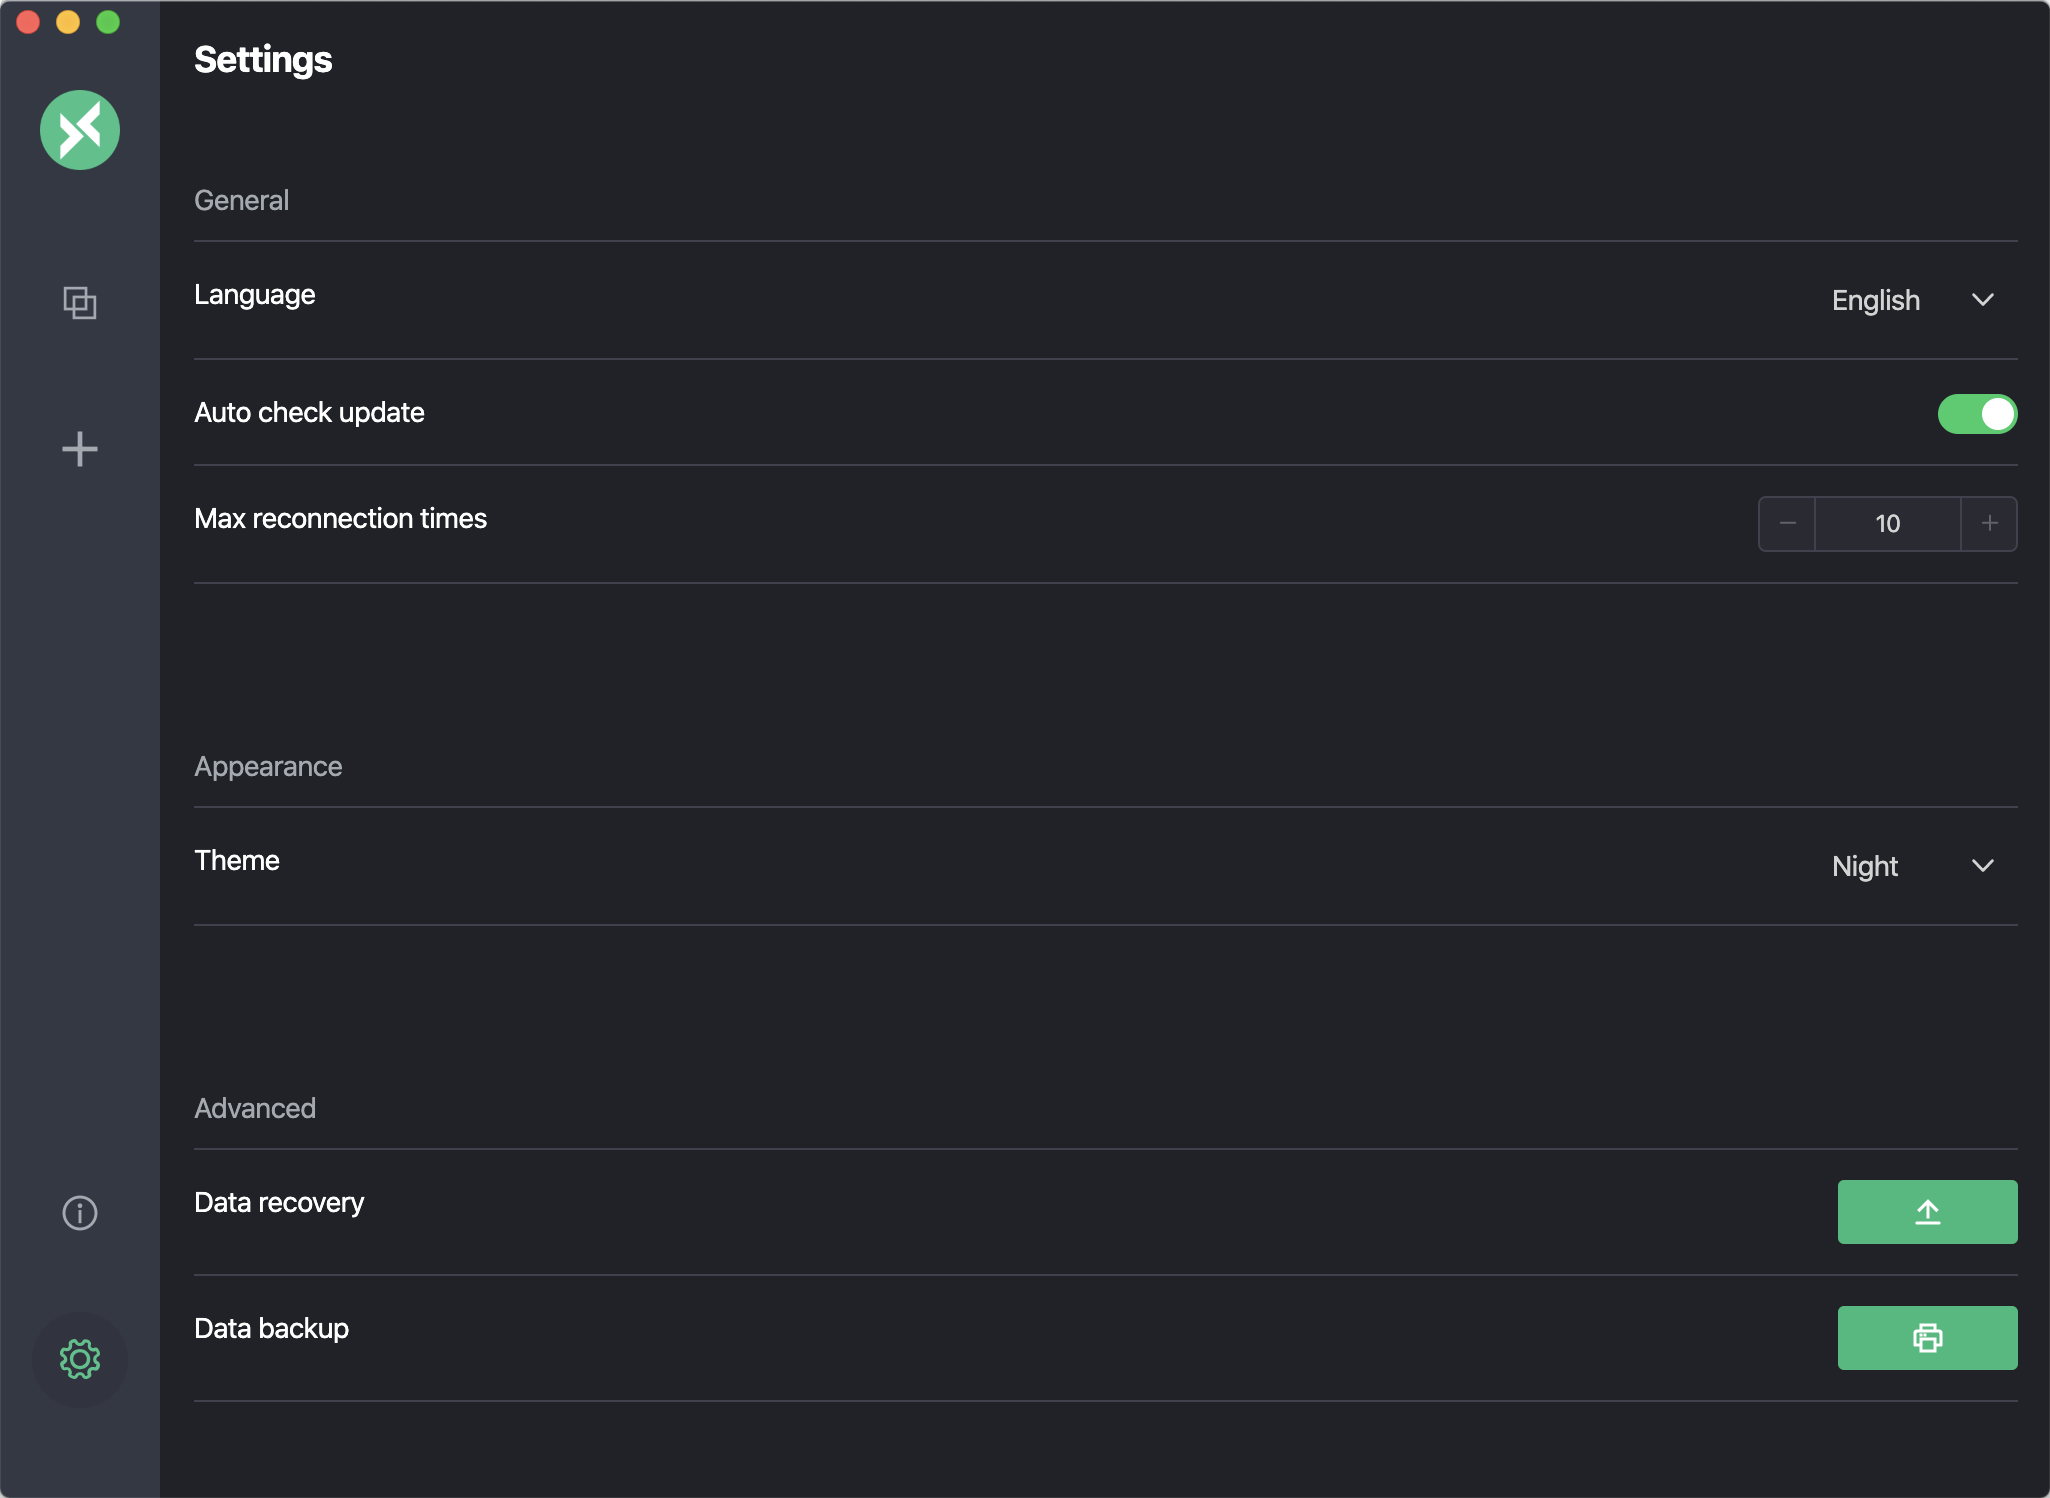 Settings
General
Language English
Auto check update
Max reconnection times 10
Appearance
Theme Night
Advanced
Data recovery
Data backup